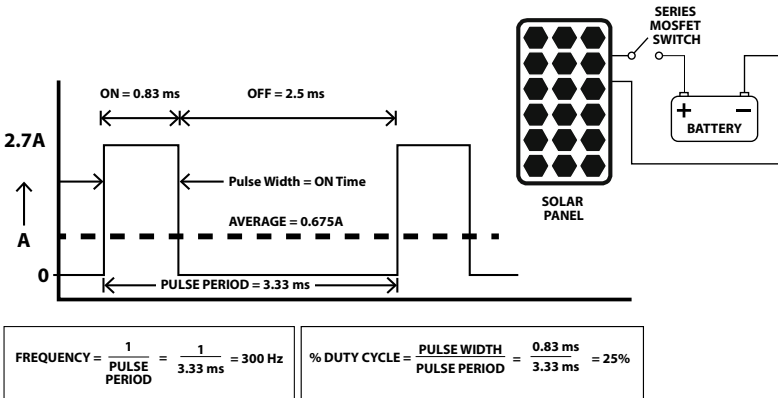 SERIES
MOSFET
SWITCH
ON = 0.83 ms
OFF = 2.5 ms
2.7A
+
–
BATTERY
Pulse Width = ON Time
SOLAR
PANEL
AVERAGE = 0.675A
A
0
PULSE PERIOD = 3.33 ms
FREQUENCY = 1 / PULSE PERIOD = 1 / 3.33 ms = 300 Hz
% DUTY CYCLE = PULSE WIDTH / PULSE PERIOD = 0.83 ms / 3.33 ms = 25%